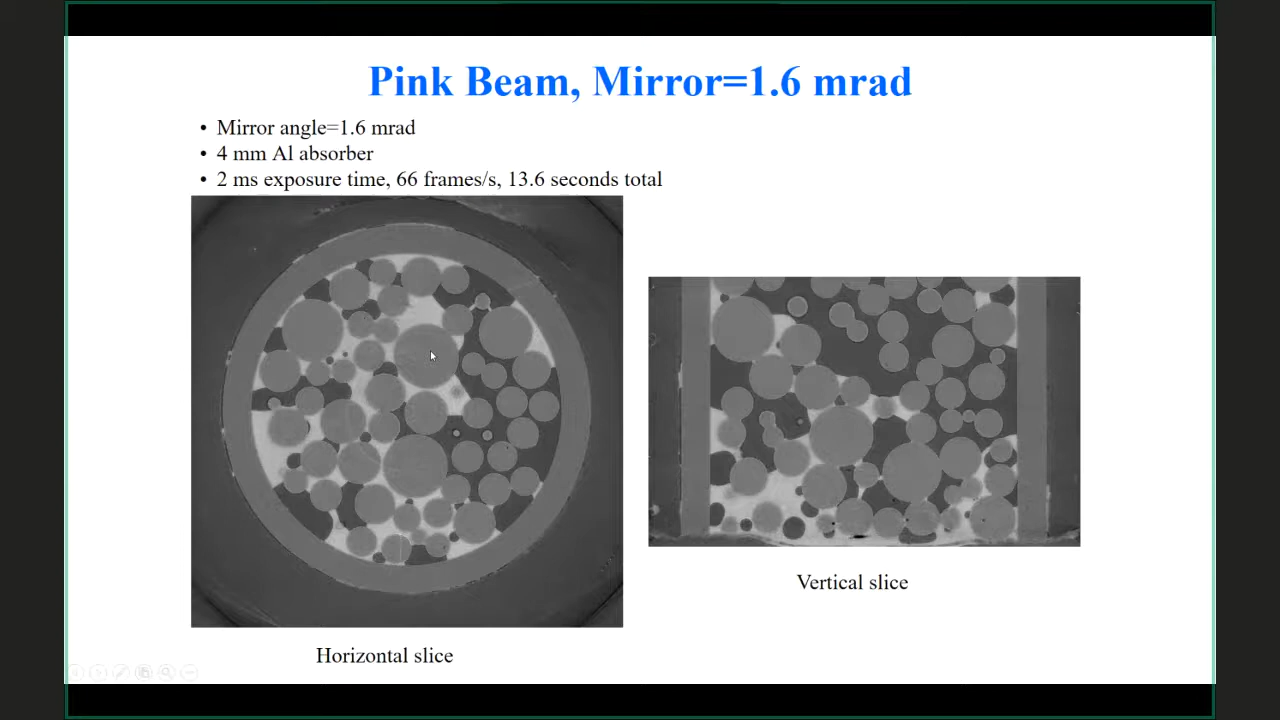 Pink Beam, Mirror=1.6 mrad
• Mirror angle=1.6 mrad
• 4 mm Al absorber
• 2 ms exposure time, 66 frames/s, 13.6 seconds total
Vertical slice
Horizontal slice